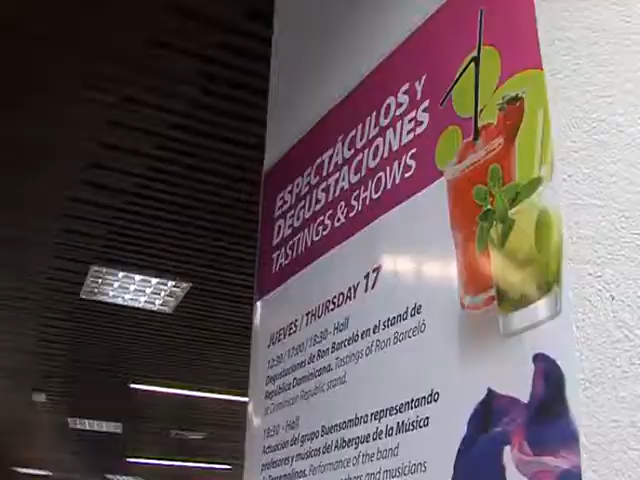 ESPECTÁCULOS Y
DEGUSTACIONES
TASTINGS & SHOWS
JUEVES / THURSDAY 17
12:30 / 17:00 / 18:30 - Hall
Degustaciones de Ron Barceló en el stand de
República Dominicana. Tastings of Ron Barceló
at Dominican Republic stand.
18:30 - Hall
Actuación del grupo Buensombra representando
profesores y musicos del Albergue de la Música
Torremolinos. Performance of the band
and musicians